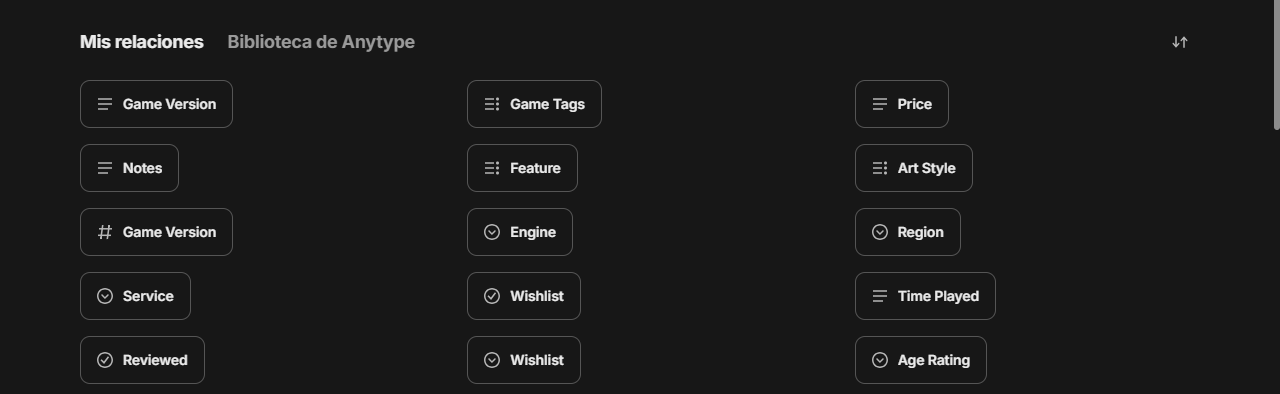 Mis relaciones Biblioteca de Anytype
Game Version Game Tags Price
Notes Feature Art Style
Game Version Engine Region
Service Wishlist Time Played
Reviewed Wishlist Age Rating